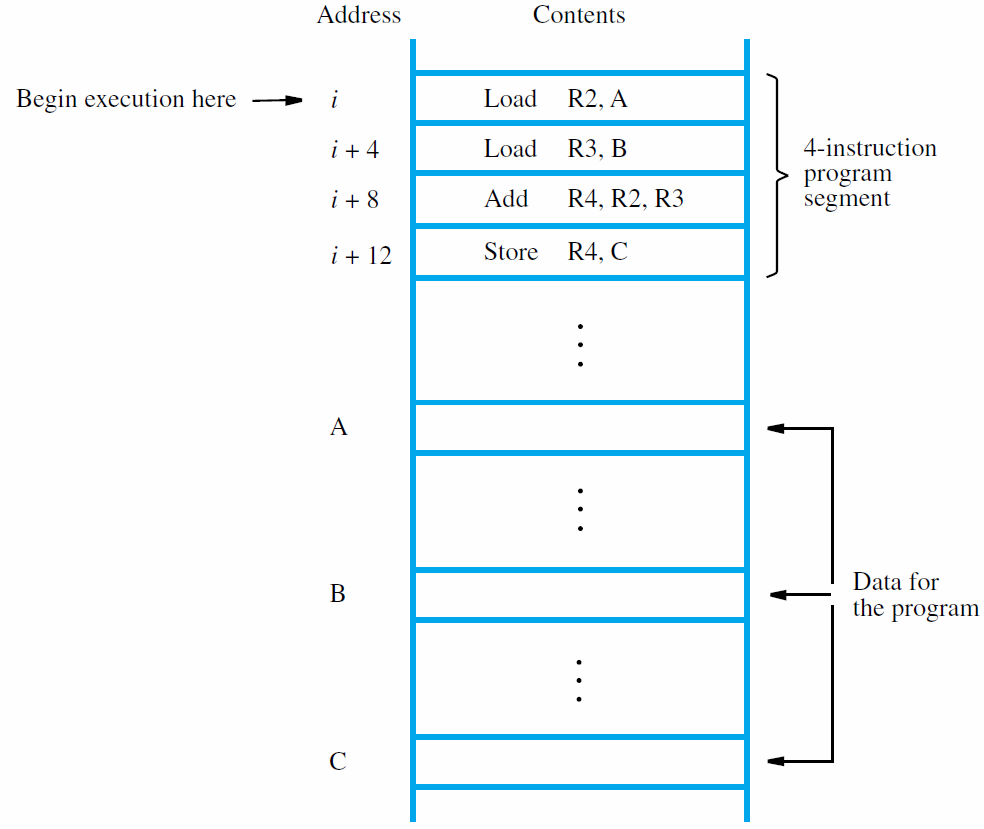 Address Contents
Begin execution here i Load R2, A
i + 4 Load R3, B
i + 8 Add R4, R2, R3
i + 12 Store R4, C
4-instruction
program
segment
A
B
C
Data for
the program